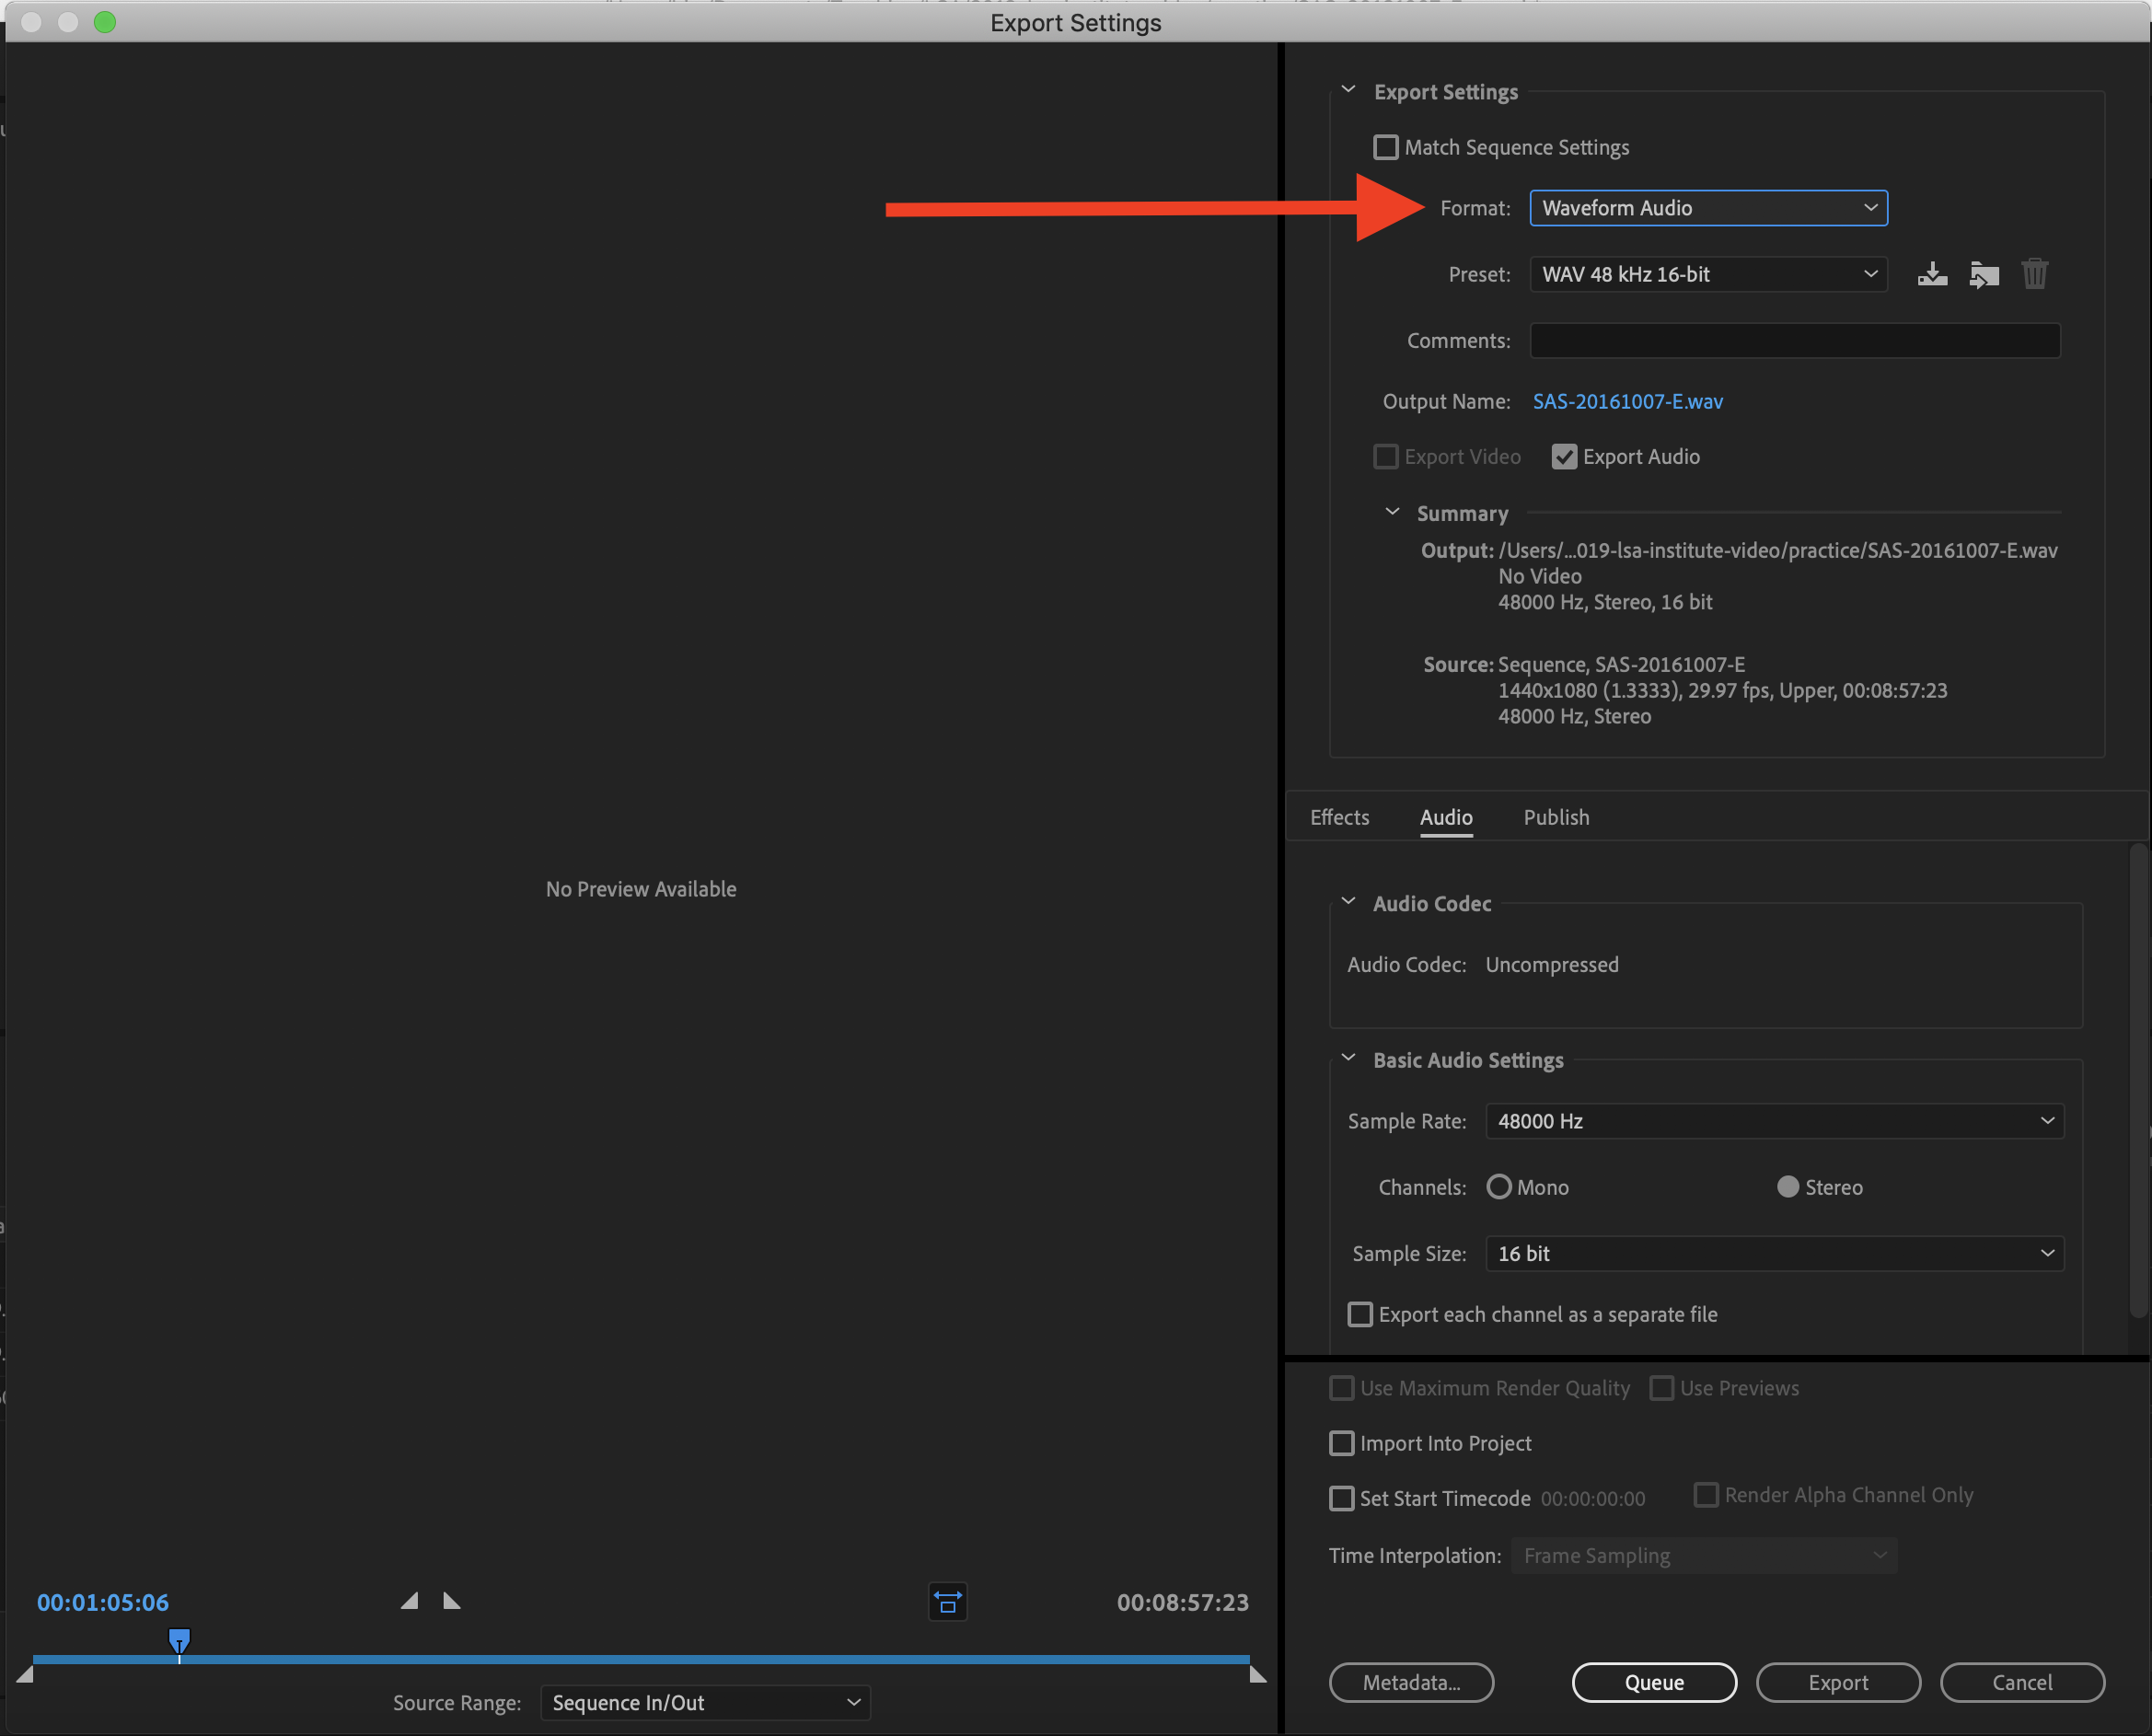 Export Settings
Export Settings
Match Sequence Settings
Format: Waveform Audio
Preset: WAV 48 kHz 16-bit
Comments:
Output Name: SAS-20161007-E.wav
Export Video Export Audio
Summary
Output: /Users/...019-lsa-institute-video/practice/SAS-20161007-E.wav
No Video
48000 Hz, Stereo, 16 bit
Source: Sequence, SAS-20161007-E
1440x1080 (1.3333), 29.97 fps, Upper, 00:08:57:23
48000 Hz, Stereo
Effects Audio Publish
No Preview Available
Audio Codec
Audio Codec: Uncompressed
Basic Audio Settings
Sample Rate: 48000 Hz
Channels: Mono Stereo
Sample Size: 16 bit
Export each channel as a separate file
Use Maximum Render Quality Use Previews
Import Into Project
Set Start Timecode 00:00:00:00 Render Alpha Channel Only
Time Interpolation: Frame Sampling
00:01:05:06 00:08:57:23
Source Range: Sequence In/Out
Metadata... Queue Export Cancel